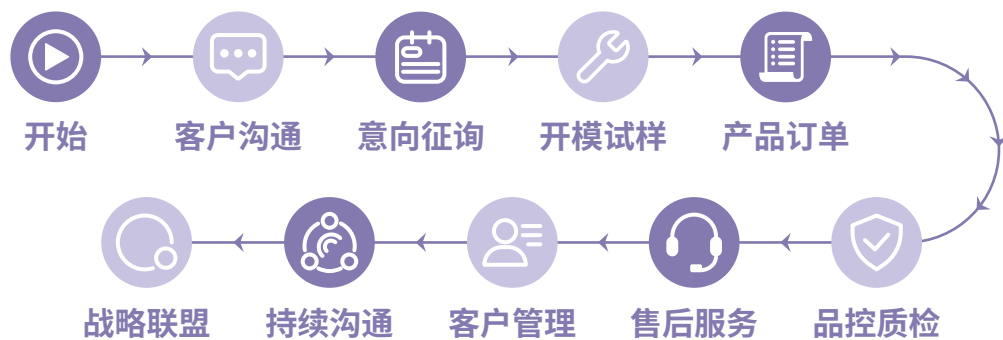 开始
客户沟通
意向征询
开模试样
产品订单
品控质检
售后服务
客户管理
持续沟通
战略联盟